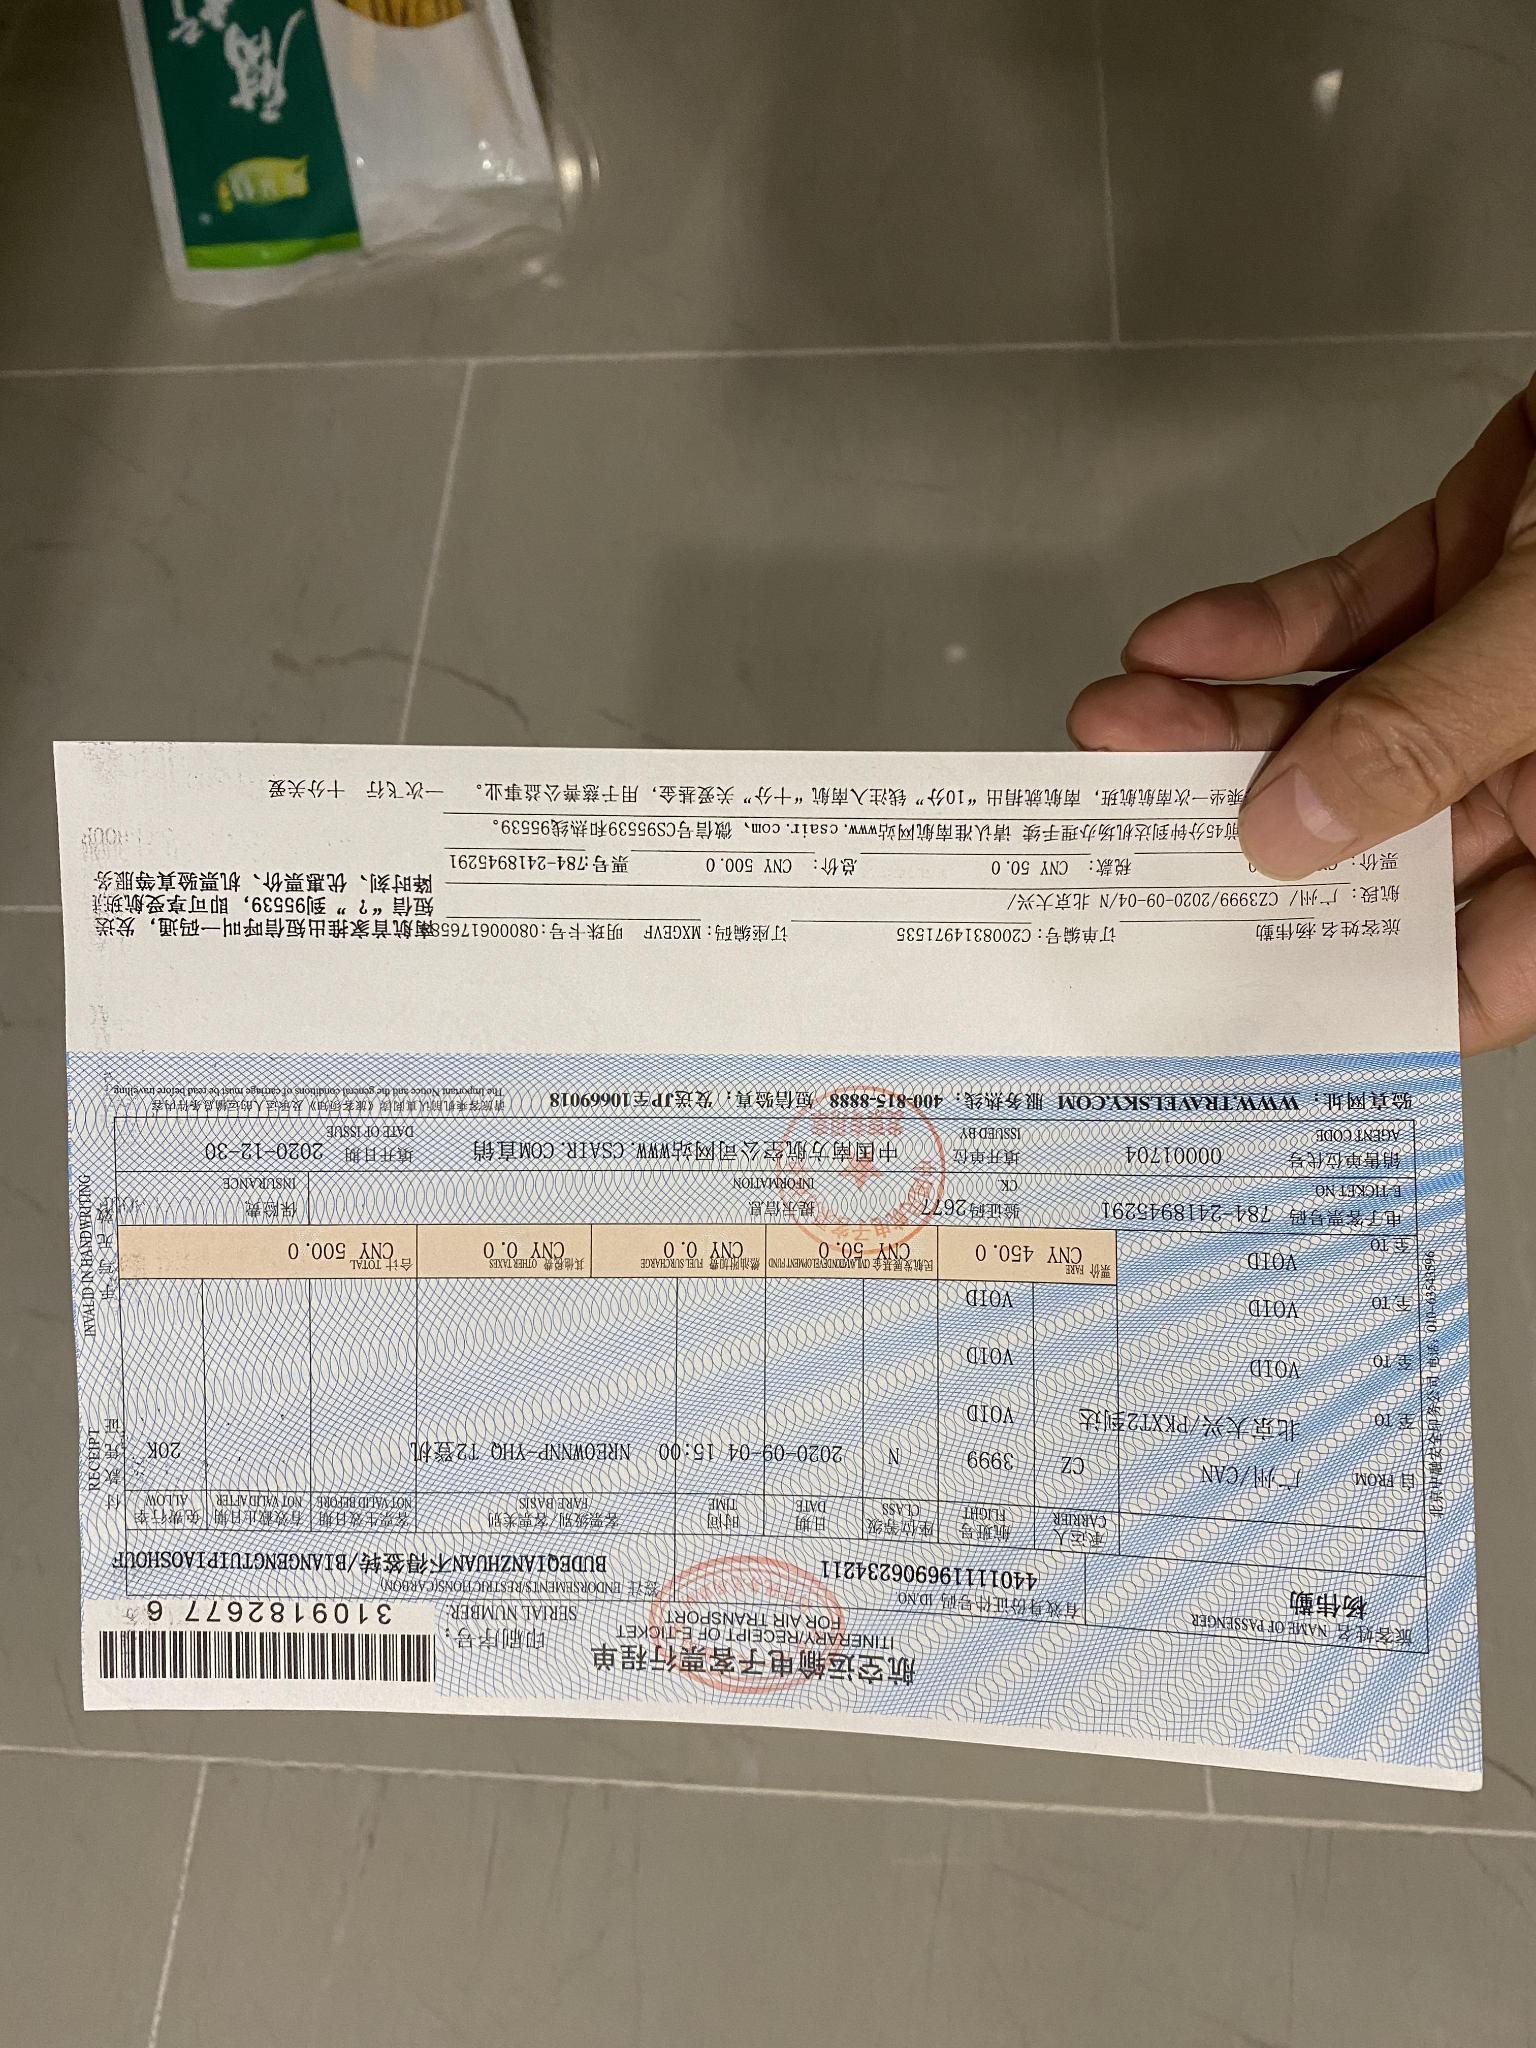 航空运输电子客票行程单
ITINERARY/RECEIPT OF E-TICKET
FOR AIR TRANSPORT
印刷序号：
SERIAL NUMBER:
3109182677 6
旅客姓名 NAME OF PASSENGER
杨伟勤
有效身份证件号码 ID.NO
440111196906234211
签注 ENDORSEMENTS/RESTRICTIONS(CARBON)
BUDEQIANZHUAN不得签转/BIANGENGTUIPIAOSHOUF
承运人 CARRIER
航班号 FLIGHT
座位等级 CLASS
日期 DATE
时间 TIME
客票级别/客票类别 FARE BASIS
客票生效日期 NOT VALID BEFORE
有效截止日期 NOT VALID AFTER
免费行李 ALLOW
自 FROM 广州/CAN CZ 3999 N 2020-09-04 15:00 NREOWNNP-YHQ T2登机 20K
至 TO 北京大兴/PKXT2到达 VOID
至 TO VOID VOID
至 TO VOID VOID
至 TO VOID
票价 FARE CNY 450.0
民航发展基金 CIVIL AVIATION DEVELOPMENT FUND CNY 50.0
燃油附加费 FUEL SURCHARGE CNY 0.0
其他税费 OTHER TAXES CNY 0.0
合计 TOTAL CNY 500.0
电子客票号码 784-2418945291
E-TICKET NO
验证码 2677
CK
提示信息
INFORMATION
保险费
INSURANCE
销售单位代号 00001704
AGENT CODE
填开单位 中国南方航空公司网站WWW.CSAIR.COM直销
ISSUED BY
填开日期 2020-12-30
DATE OF ISSUE
验真网址：WWW.TRAVELSKY.COM 服务热线：400-815-8888 短信验真：发送JP至10669018
请旅客乘机前认真阅读《旅客须知》及承运人的运输总条件内容
The Important Notice and the general conditions of carriage must be read before travelling
付款凭证 手写无效
RECEIPT INVALID IN HANDWRITING
旅客姓名 杨伟勤 订单编号:C2008314971535 订座编码:MXGEVP 明珠卡号:080006176558
航段: 广州/ CZ3999/2020-09-04/N 北京大兴/
票价: 税款: CNY 50.0 总价: CNY 500.0 票号:784-2418945291
前45分钟到达机场办理手续 请认准南航网站www.csair.com、微信号CS95539和热线95539。
乘坐一次南航航班，南航就捐出“10分”钱注入南航“十分”关爱基金，用于慈善公益事业。 一次飞行 十分关爱
南航首家推出短信呼叫一码通，发送
短信“?”到95539，即可享受航班
降时刻、优惠票价、机票验真等服务